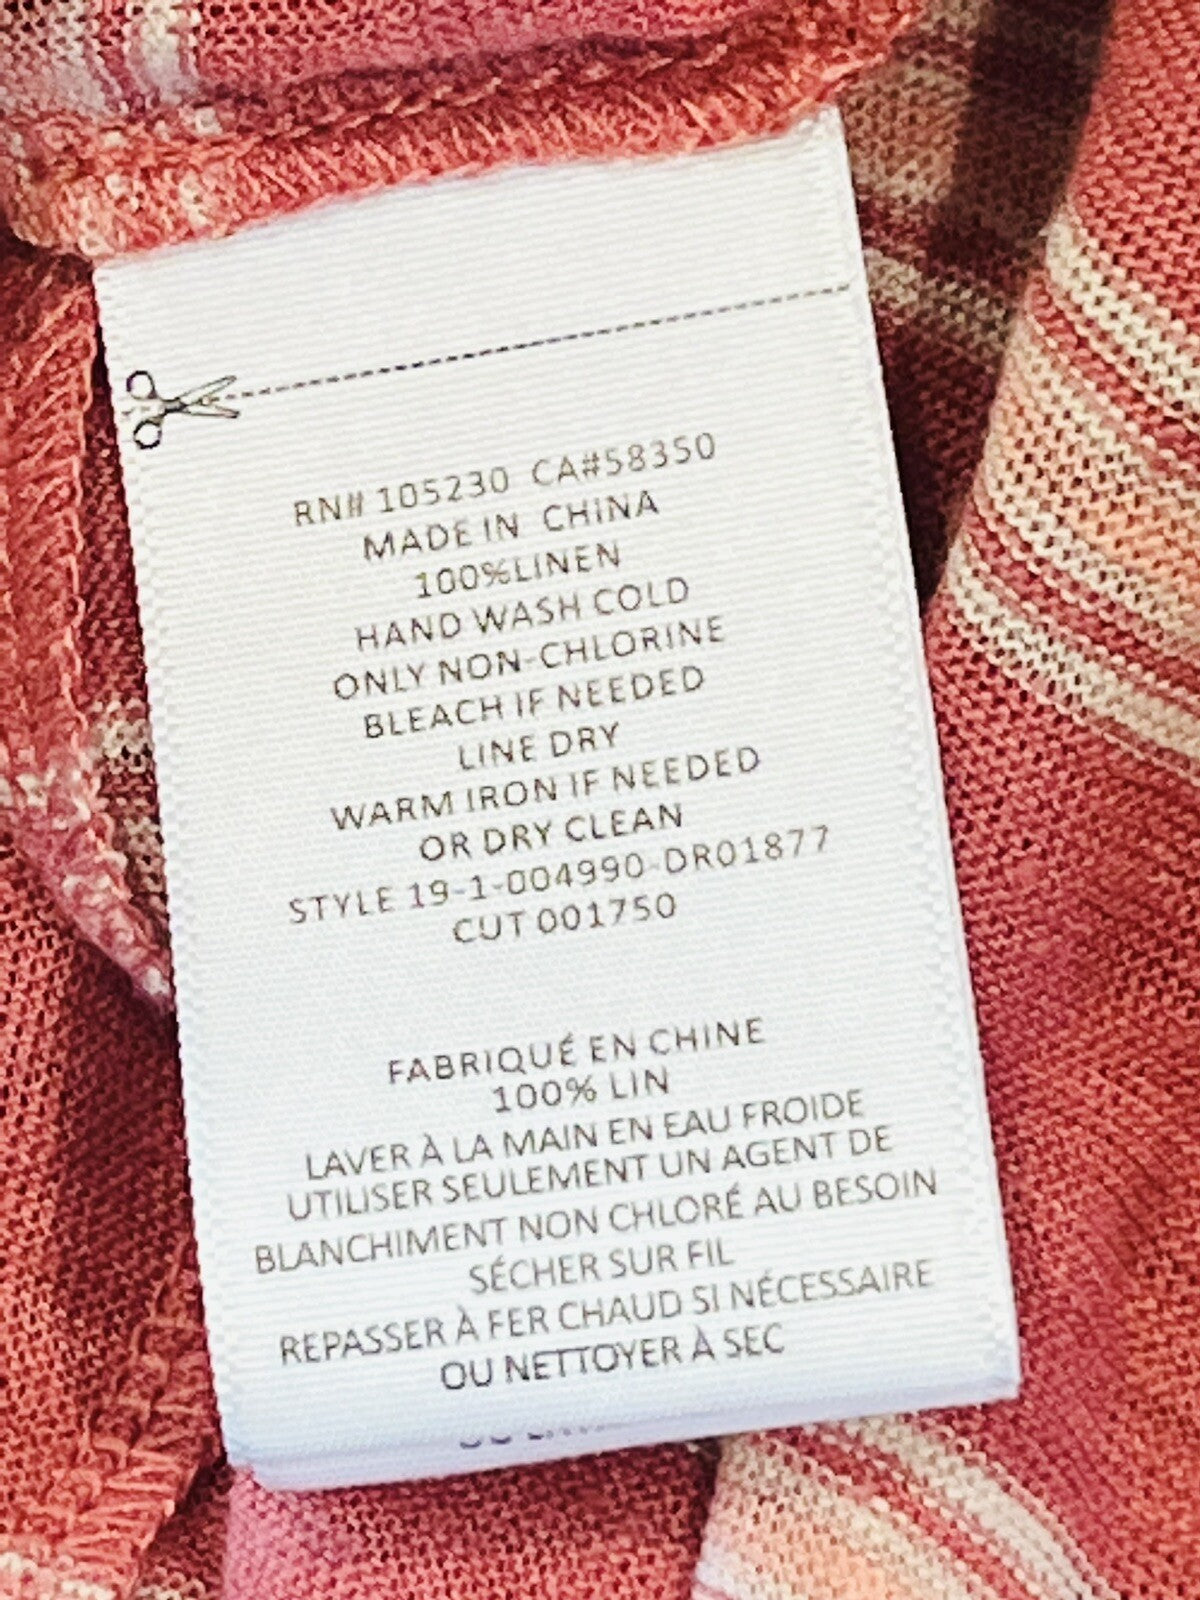 RN# 105230 CA#58350
MADE IN CHINA
100%LINEN
HAND WASH COLD
ONLY NON-CHLORINE
BLEACH IF NEEDED
LINE DRY
WARM IRON IF NEEDED
OR DRY CLEAN
STYLE 19-1-004990-DR01877
CUT 001750
FABRIQUÉ EN CHINE
100% LIN
LAVER À LA MAIN EN EAU FROIDE
UTILISER SEULEMENT UN AGENT DE
BLANCHIMENT NON CHLORÉ AU BESOIN
SÉCHER SUR FIL
REPASSER À FER CHAUD SI NÉCESSAIRE
OU NETTOYER À SEC